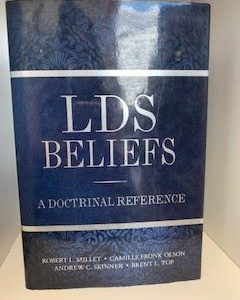 LDS
BELIEFS
A DOCTRINAL REFERENCE
ROBERT L. MILLET • CAMILLE FRONK OLSON
ANDREW C. SKINNER • BRENT L. TOP